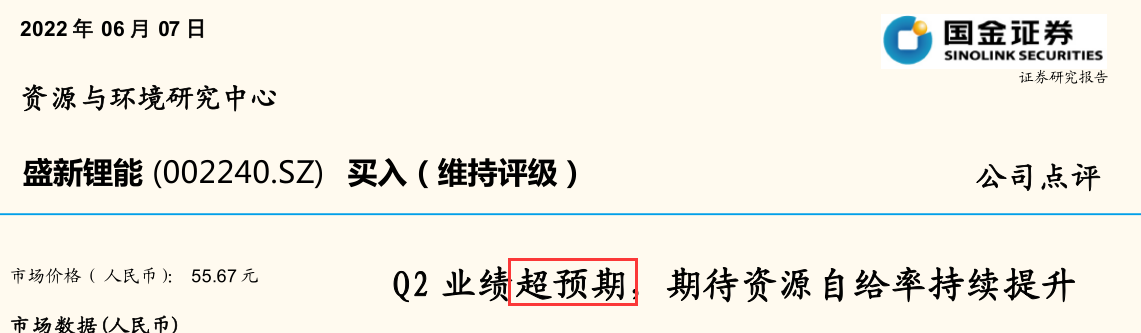 2022 年 06 月 07 日
国金证券
SINOLINK SECURITIES
证券研究报告
资源与环境研究中心
盛新锂能 (002240.SZ) 买入（维持评级）
公司点评
市场价格（ 人民币）： 55.67 元
Q2 业绩超预期，期待资源自给率持续提升
市场数据(人民币)